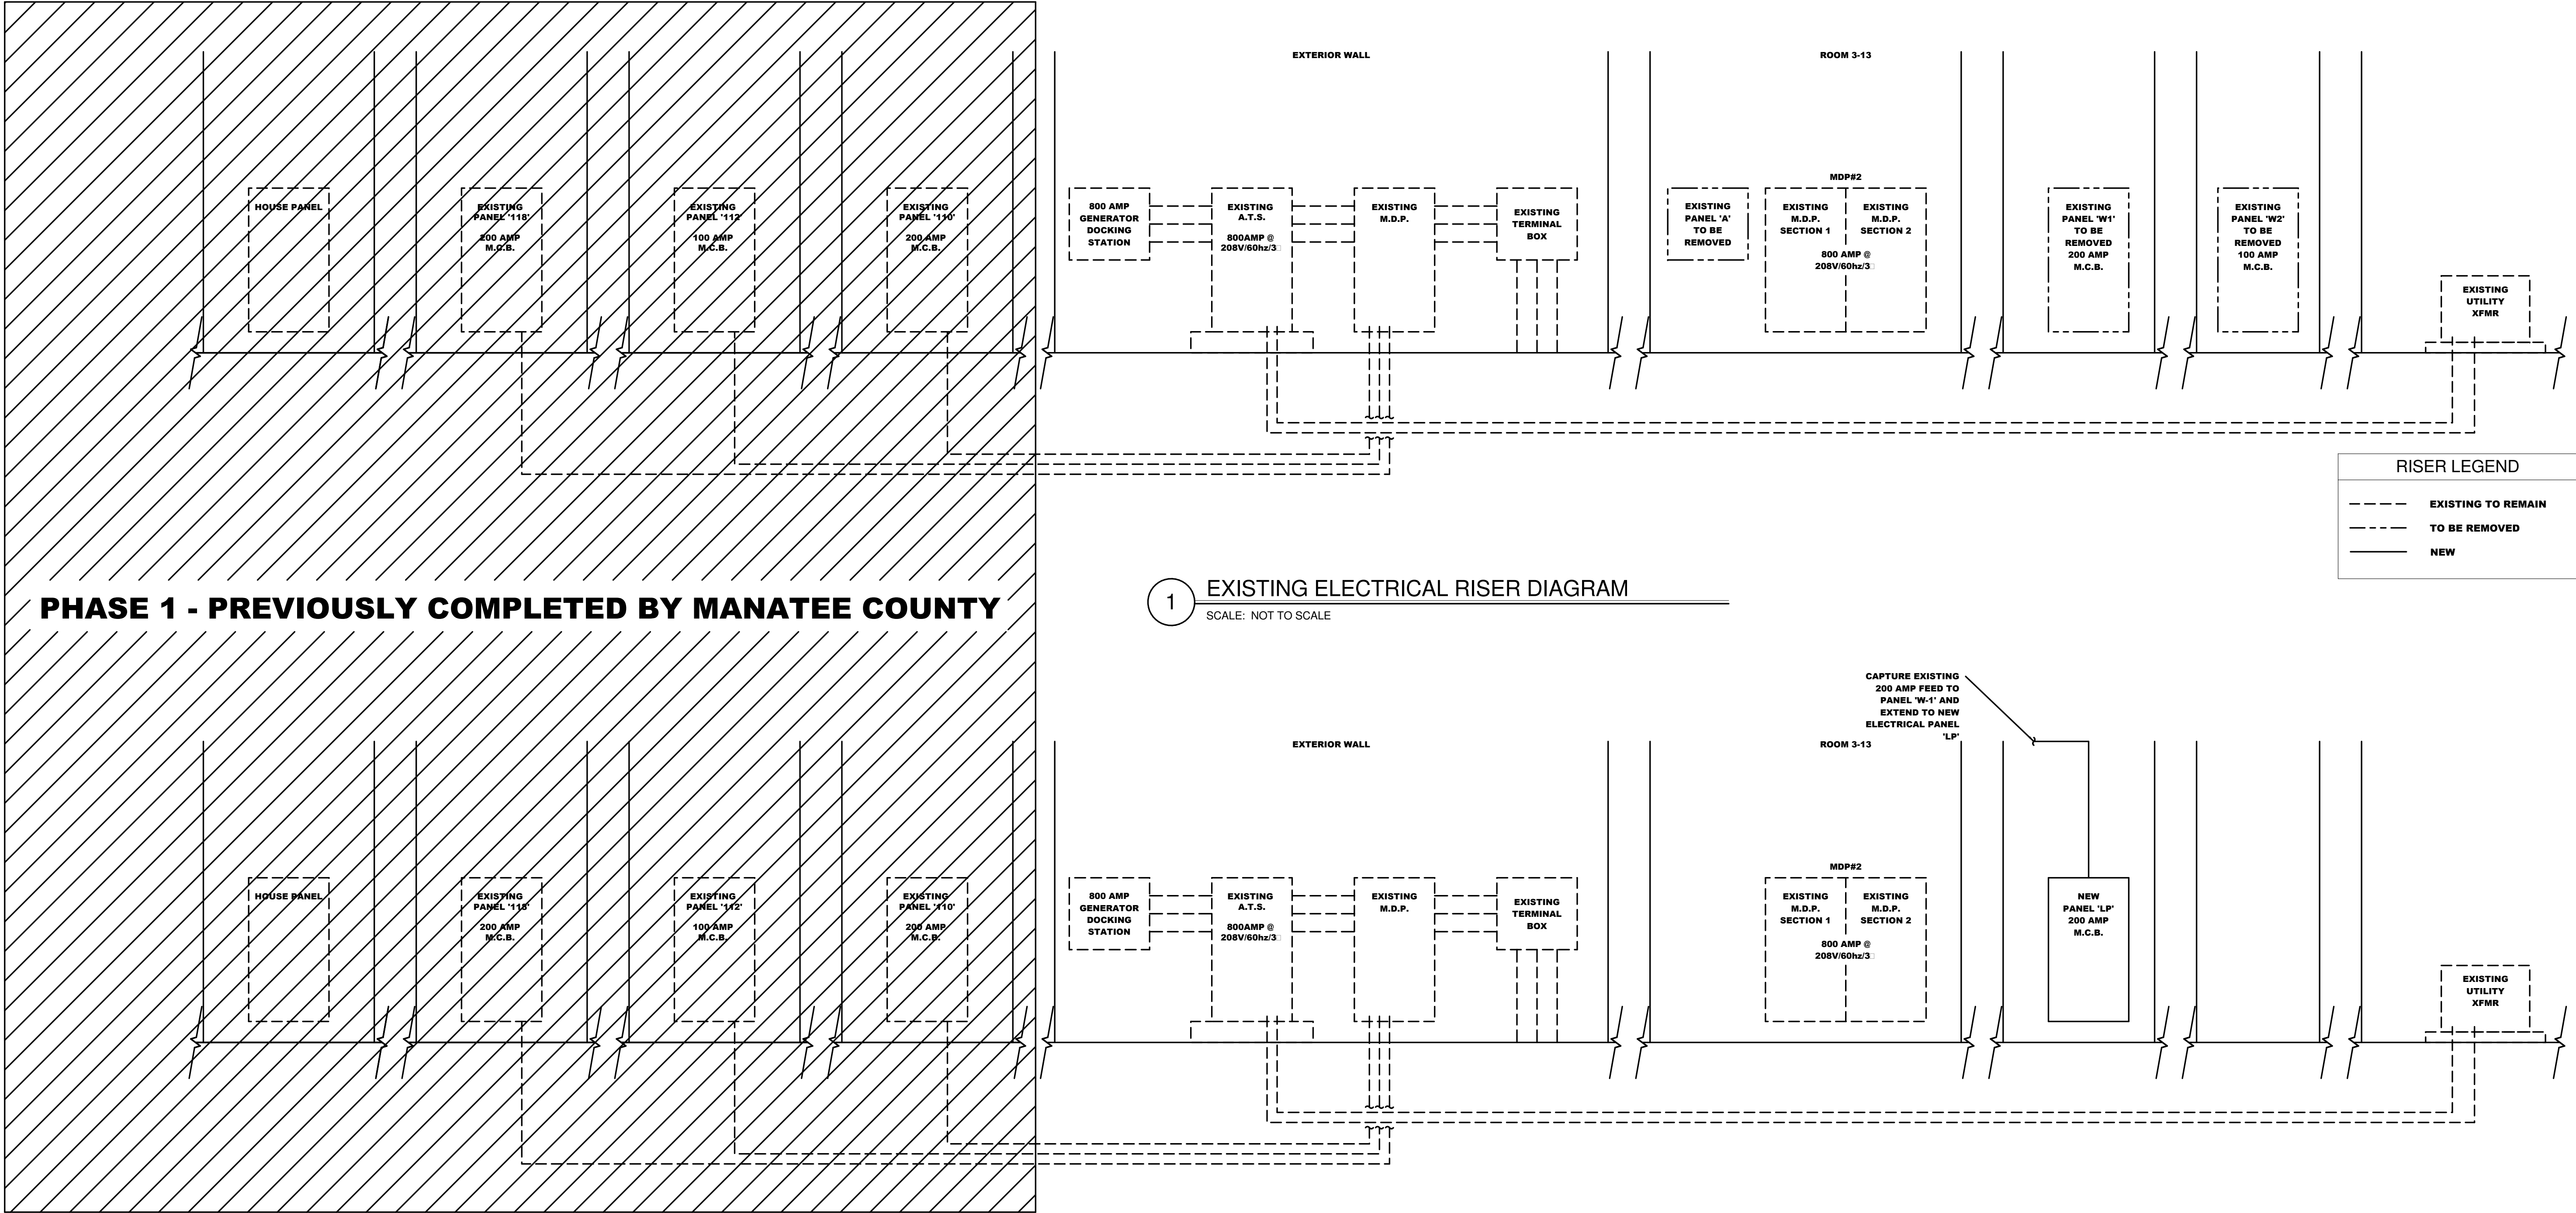 EXTERIOR WALL
ROOM 3-13
HOUSE PANEL
EXISTING
PANEL '118'
200 AMP
M.C.B.
EXISTING
PANEL '112'
100 AMP
M.C.B.
EXISTING
PANEL '110'
200 AMP
M.C.B.
800 AMP
GENERATOR
DOCKING
STATION
EXISTING
A.T.S.
800AMP @
208V/60hz/3
EXISTING
M.D.P.
EXISTING
TERMINAL
BOX
EXISTING
PANEL 'A'
TO BE
REMOVED
MDP#2
EXISTING
M.D.P.
SECTION 1
EXISTING
M.D.P.
SECTION 2
800 AMP @
208V/60hz/3
EXISTING
PANEL 'W1'
TO BE
REMOVED
200 AMP
M.C.B.
EXISTING
PANEL 'W2'
TO BE
REMOVED
100 AMP
M.C.B.
EXISTING
UTILITY
XFMR
RISER LEGEND
EXISTING TO REMAIN
TO BE REMOVED
NEW
PHASE 1 - PREVIOUSLY COMPLETED BY MANATEE COUNTY
1
EXISTING ELECTRICAL RISER DIAGRAM
SCALE: NOT TO SCALE
CAPTURE EXISTING
200 AMP FEED TO
PANEL 'W-1' AND
EXTEND TO NEW
ELECTRICAL PANEL
'LP'
EXTERIOR WALL
ROOM 3-13
HOUSE PANEL
EXISTING
PANEL '118'
200 AMP
M.C.B.
EXISTING
PANEL '112'
100 AMP
M.C.B.
EXISTING
PANEL '110'
200 AMP
M.C.B.
800 AMP
GENERATOR
DOCKING
STATION
EXISTING
A.T.S.
800AMP @
208V/60hz/3
EXISTING
M.D.P.
EXISTING
TERMINAL
BOX
MDP#2
EXISTING
M.D.P.
SECTION 1
EXISTING
M.D.P.
SECTION 2
800 AMP @
208V/60hz/3
NEW
PANEL 'LP'
200 AMP
M.C.B.
EXISTING
UTILITY
XFMR